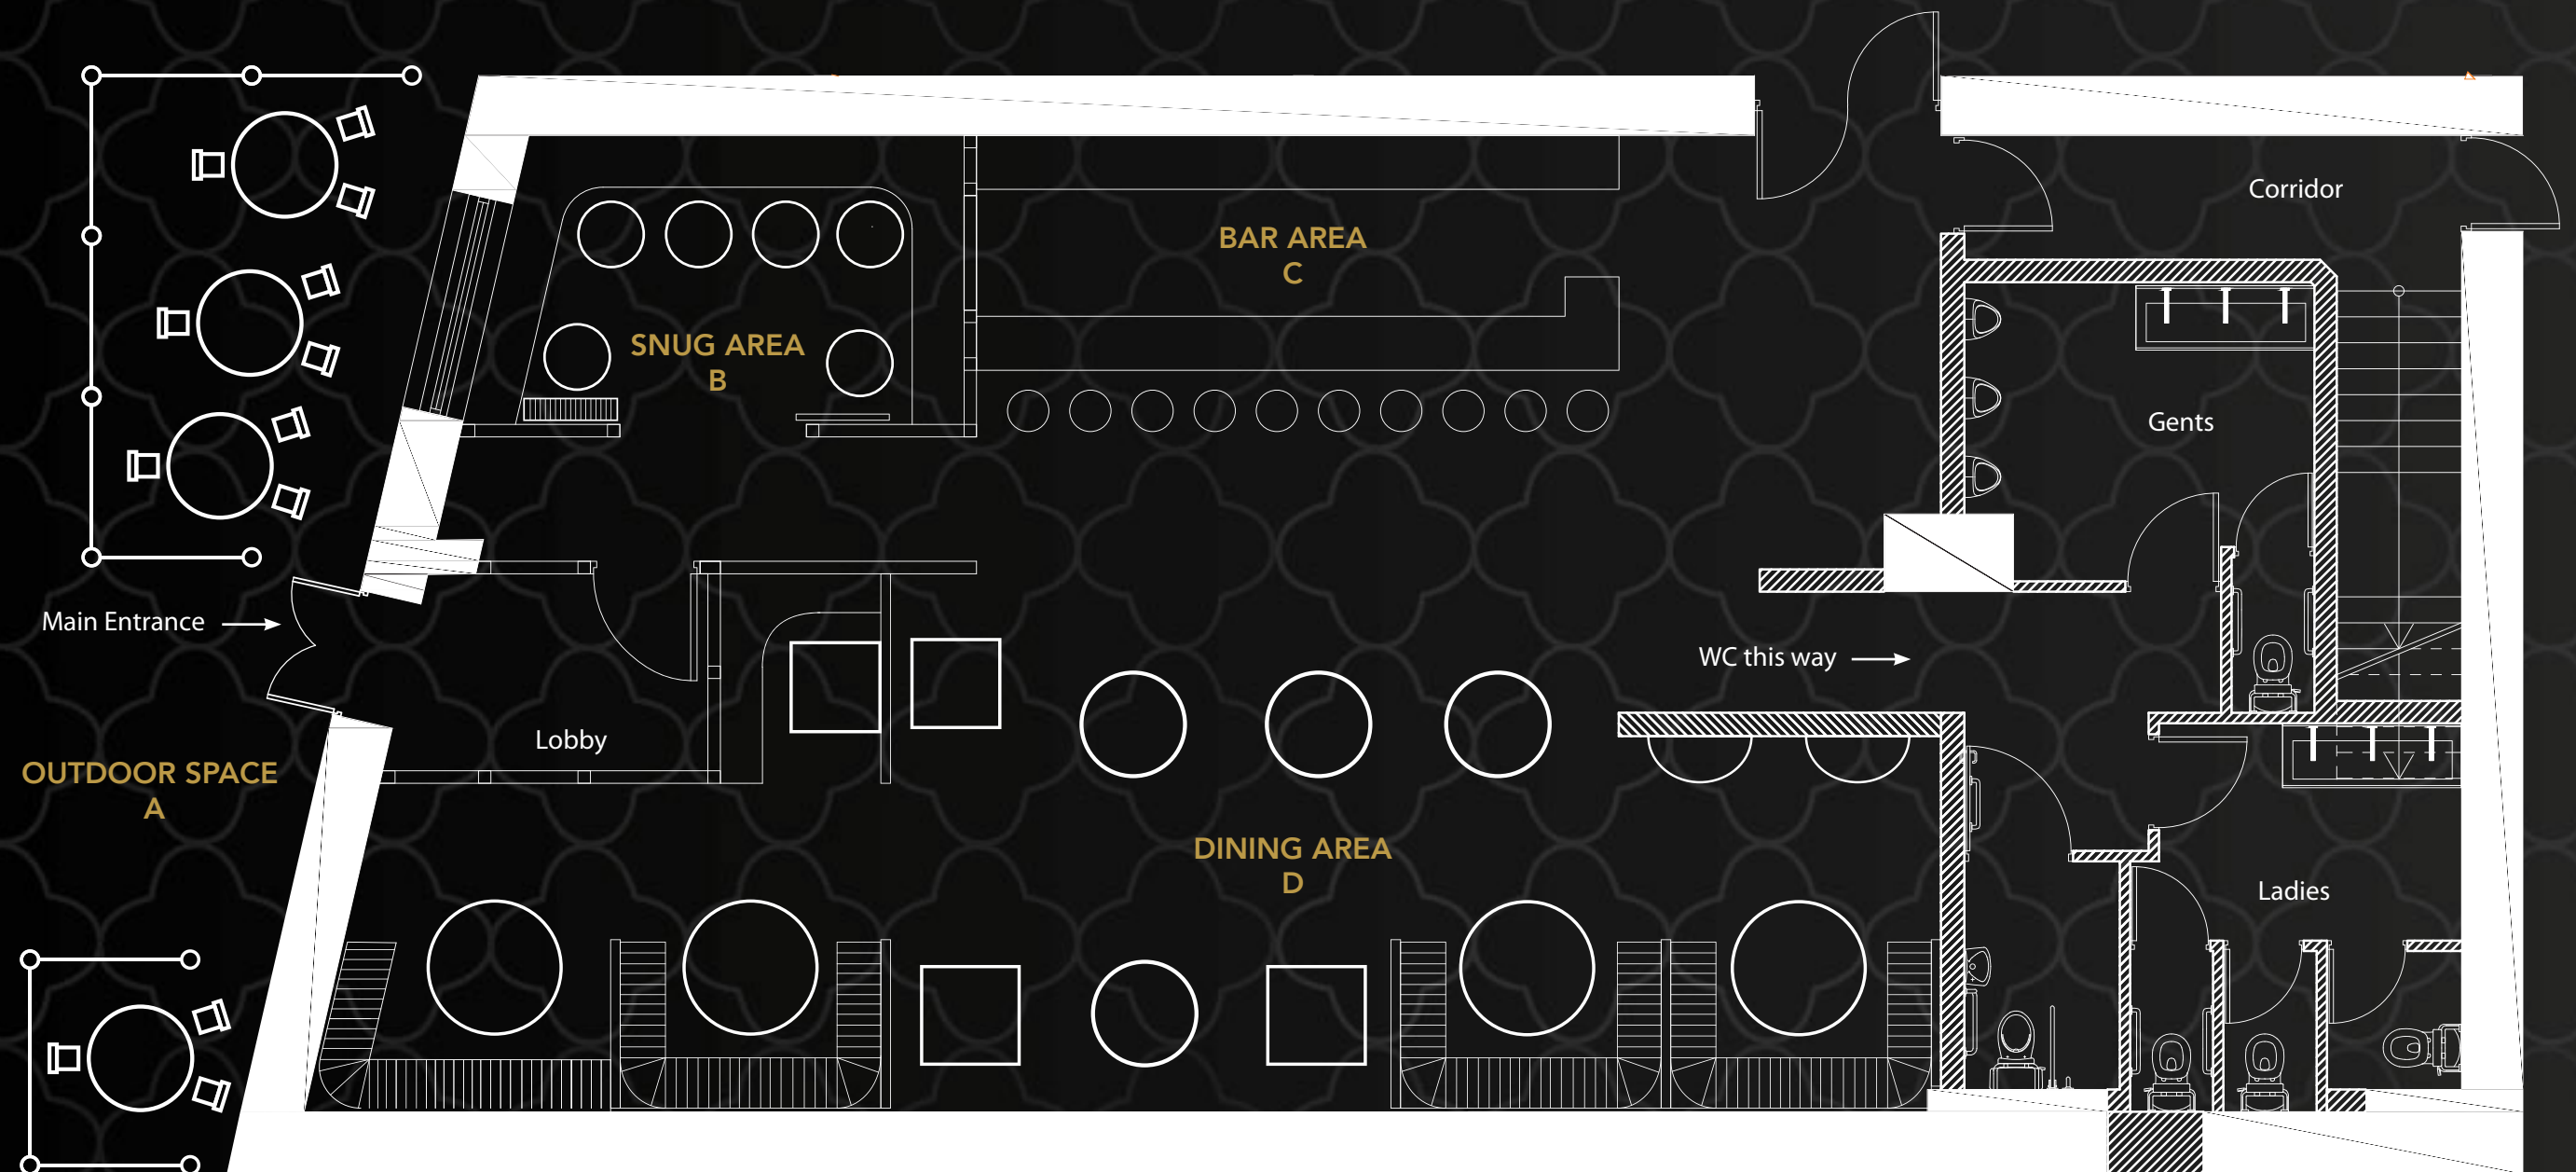 Corridor
BAR AREA
C
SNUG AREA
B
Gents
Main Entrance
WC this way
Lobby
OUTDOOR SPACE
A
DINING AREA
D
Ladies